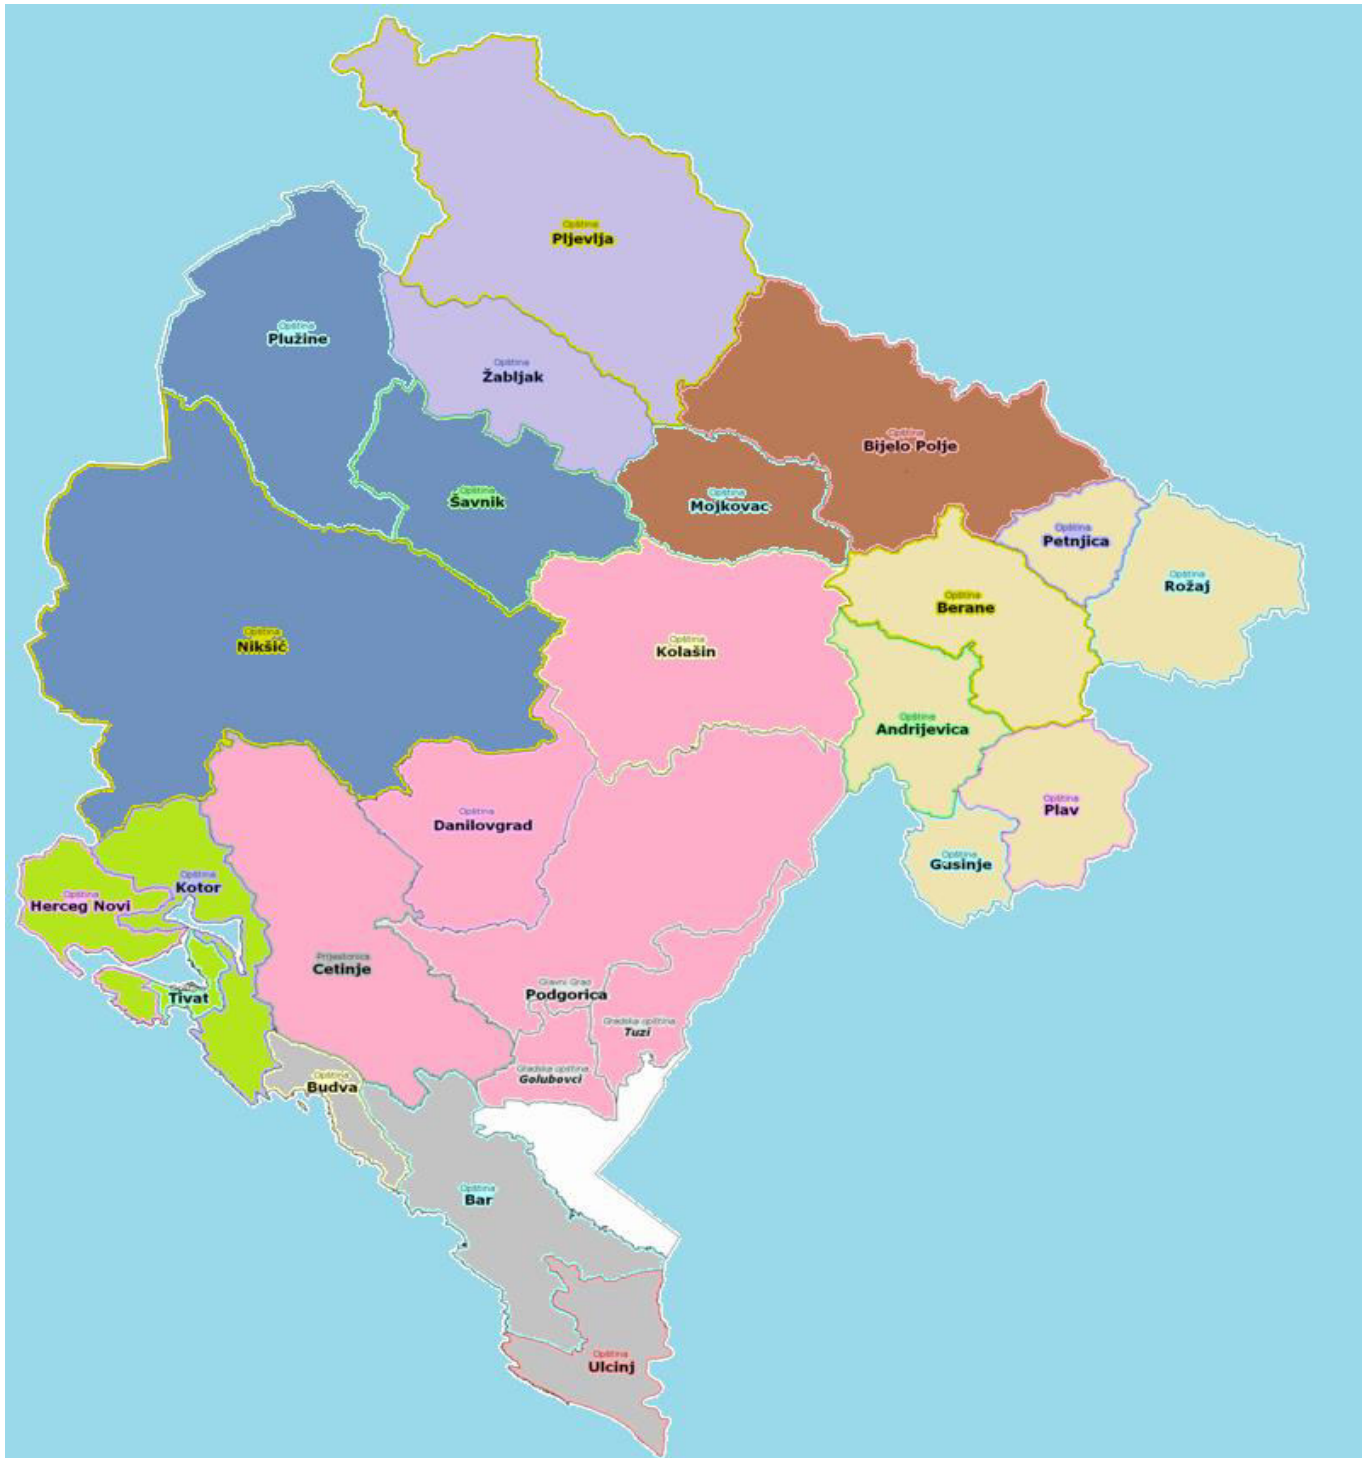 Opština
Pljevlja
Opština
Plužine
Opština
Žabljak
Opština
Bijelo Polje
Opština
Šavnik
Opština
Mojkovac
Opština
Petnjica
Opština
Rožaj
Opština
Berane
Opština
Nikšić
Opština
Kolašin
Opština
Andrijevica
Opština
Danilovgrad
Opština
Plav
Opština
Gusinje
Opština
Kotor
Opština
Herceg Novi
Prijestonica
Cetinje
Opština
Tivat
Glavni Grad
Podgorica
Gradska opština
Tuzi
Gradska opština
Golubovci
Opština
Budva
Opština
Bar
Opština
Ulcinj